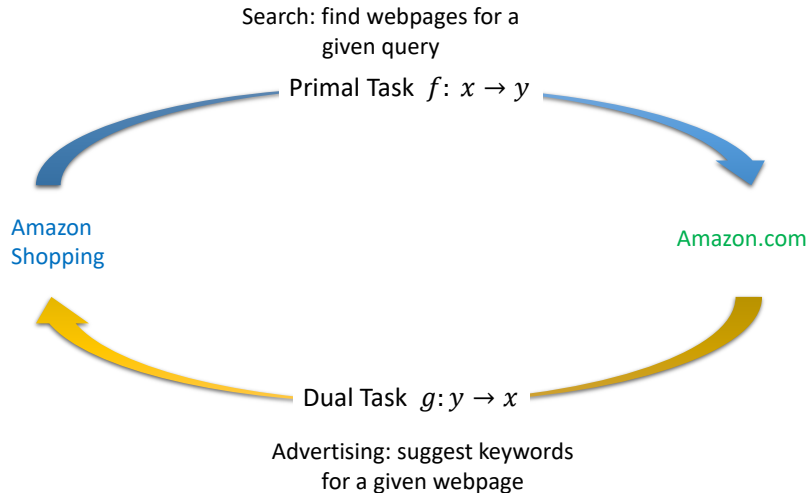 Search: find webpages for a
given query
Primal Task f: x → y
Amazon
Shopping
Amazon.com
Dual Task g: y → x
Advertising: suggest keywords
for a given webpage